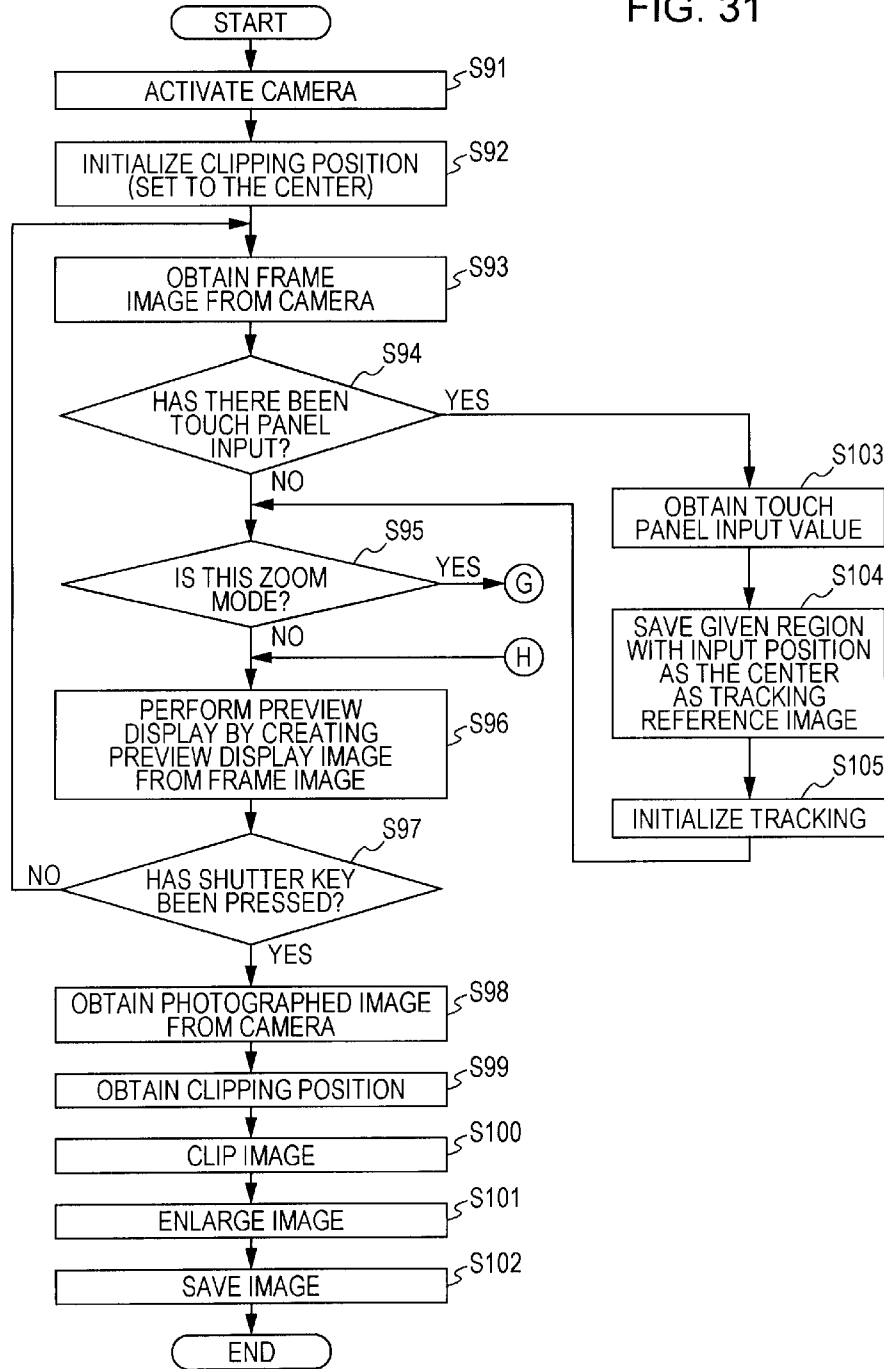 FIG. 31
START
S91
ACTIVATE CAMERA
S92
INITIALIZE CLIPPING POSITION
(SET TO THE CENTER)
S93
OBTAIN FRAME
IMAGE FROM CAMERA
S94
HAS THERE BEEN
TOUCH PANEL
INPUT?
YES
NO
S103
OBTAIN TOUCH
PANEL INPUT VALUE
S104
SAVE GIVEN REGION
WITH INPUT POSITION
AS THE CENTER
AS TRACKING
REFERENCE IMAGE
S105
INITIALIZE TRACKING
S95
IS THIS ZOOM
MODE?
YES
G
NO
H
S96
PERFORM PREVIEW
DISPLAY BY CREATING
PREVIEW DISPLAY IMAGE
FROM FRAME IMAGE
S97
HAS SHUTTER KEY
BEEN PRESSED?
NO
YES
S98
OBTAIN PHOTOGRAPHED IMAGE
FROM CAMERA
S99
OBTAIN CLIPPING POSITION
S100
CLIP IMAGE
S101
ENLARGE IMAGE
S102
SAVE IMAGE
END